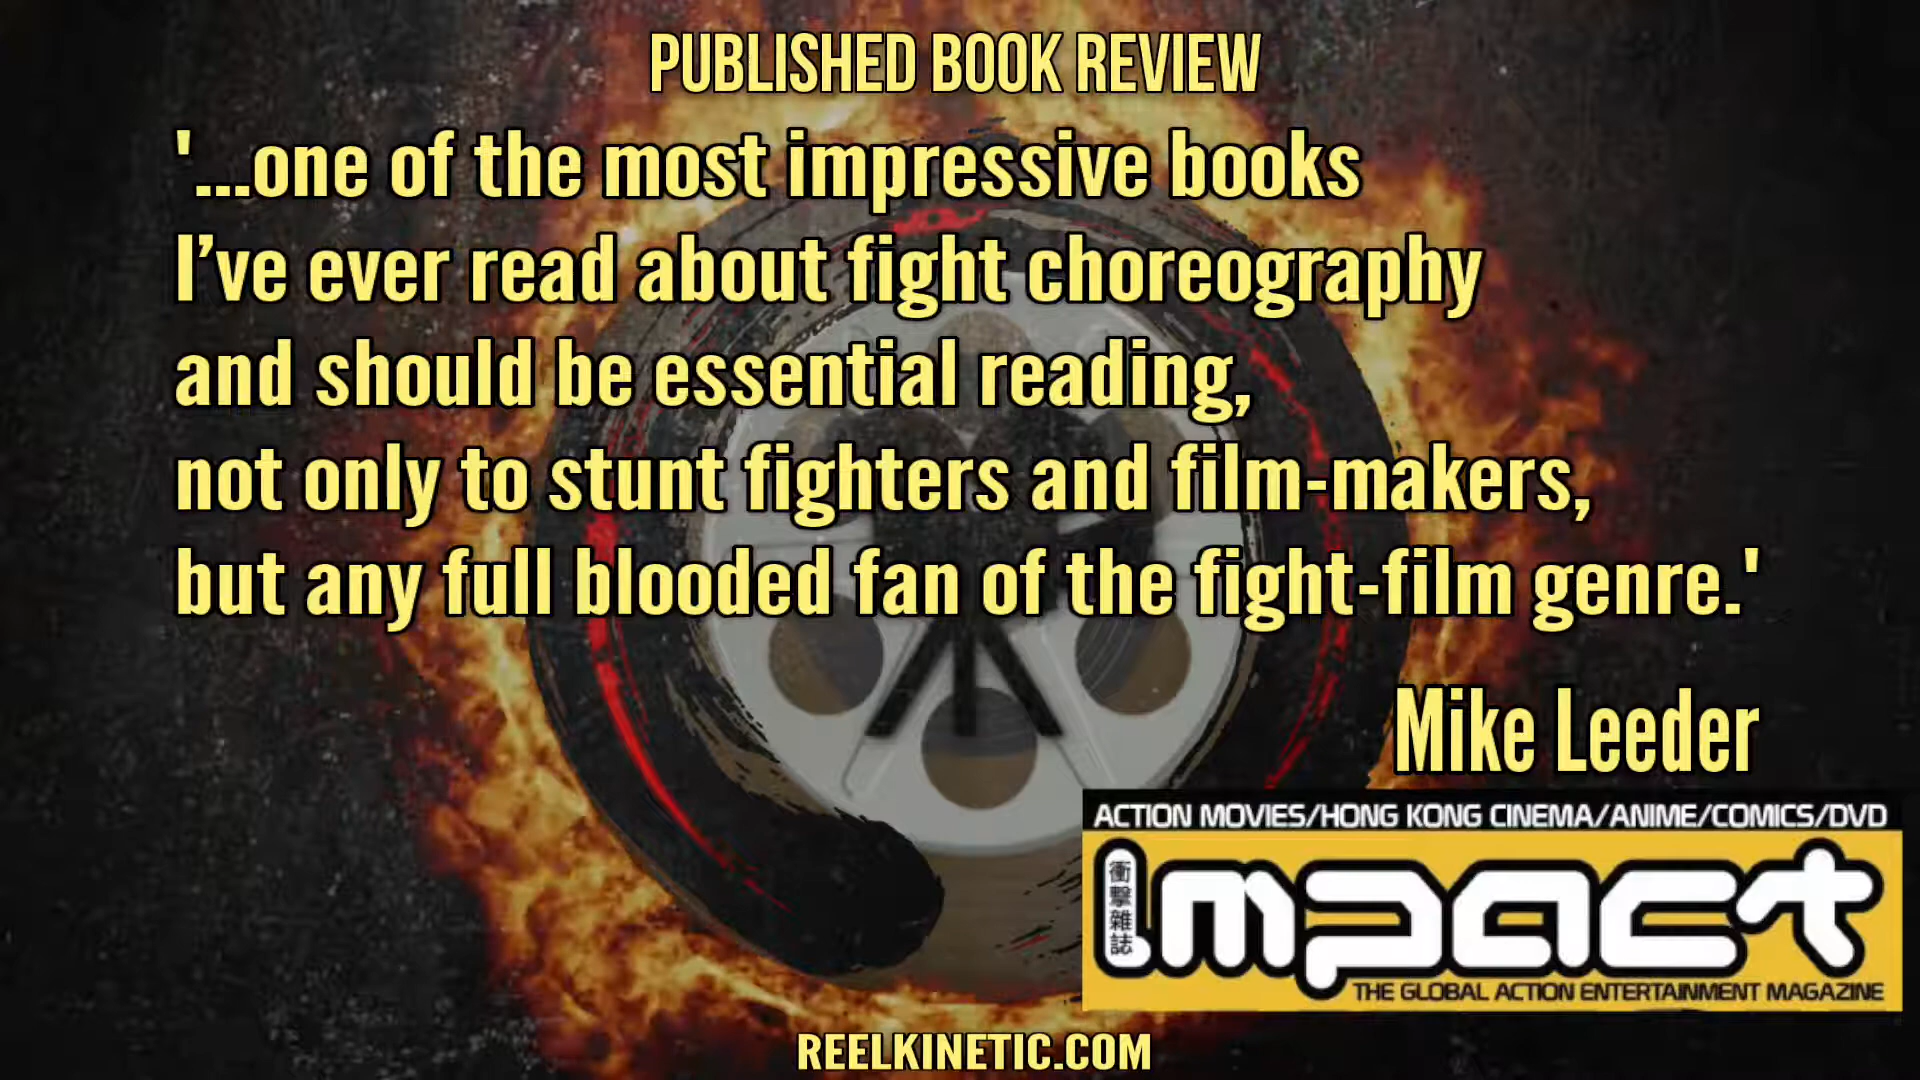 PUBLISHED BOOK REVIEW
'...one of the most impressive books
I’ve ever read about fight choreography
and should be essential reading,
not only to stunt fighters and film-makers,
but any full blooded fan of the fight-film genre.'
Mike Leeder
ACTION MOVIES/HONG KONG CINEMA/ANIME/COMICS/DVD
衝擊雜誌
impact
THE GLOBAL ACTION ENTERTAINMENT MAGAZINE
REELKINETIC.COM